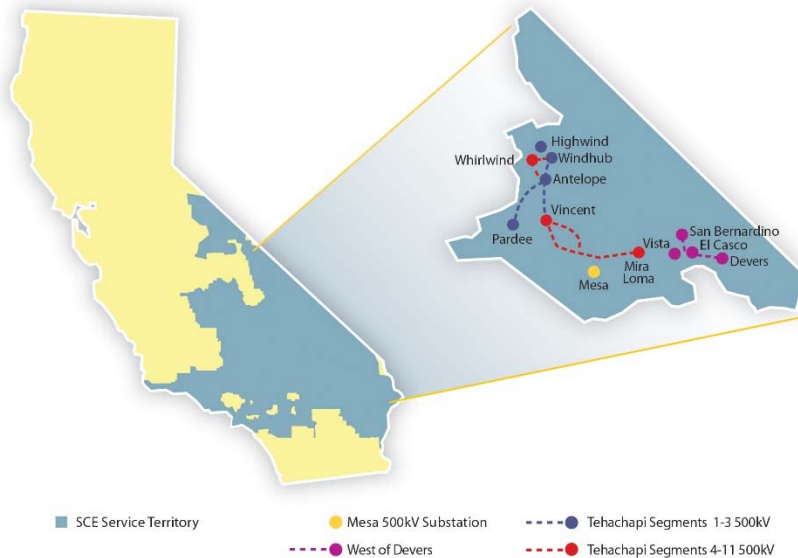 Highwind
Whirlwind
Windhub
Antelope
Vincent
Pardee
San Bernardino
Vista
El Casco
Devers
Mira
Loma
Mesa
SCE Service Territory
Mesa 500kV Substation
Tehachapi Segments 1-3 500kV
West of Devers
Tehachapi Segments 4-11 500kV